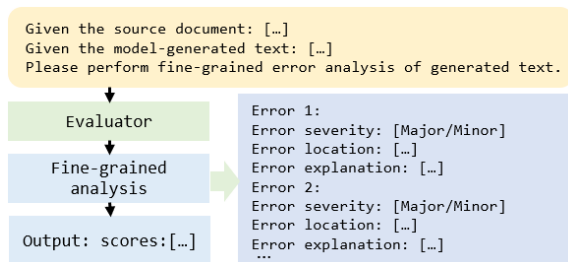 Given the source document: […]
Given the model-generated text: […]
Please perform fine-grained error analysis of generated text.
Evaluator
Fine-grained
analysis
Output: scores:[…]
Error 1:
Error severity: [Major/Minor]
Error location: […]
Error explanation: […]
Error 2:
Error severity: [Major/Minor]
Error location: […]
Error explanation: […]
…